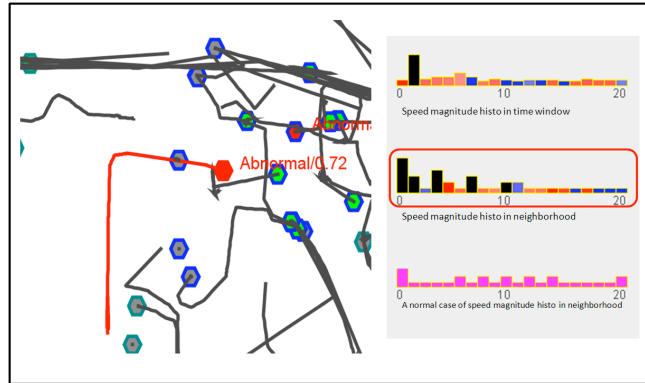 Abnorma
Abnormal/0.72
0 10 20
Speed magnitude histo in time window
0 10 20
Speed magnitude histo in neighborhood
0 10 20
A normal case of speed magnitude histo in neighborhood